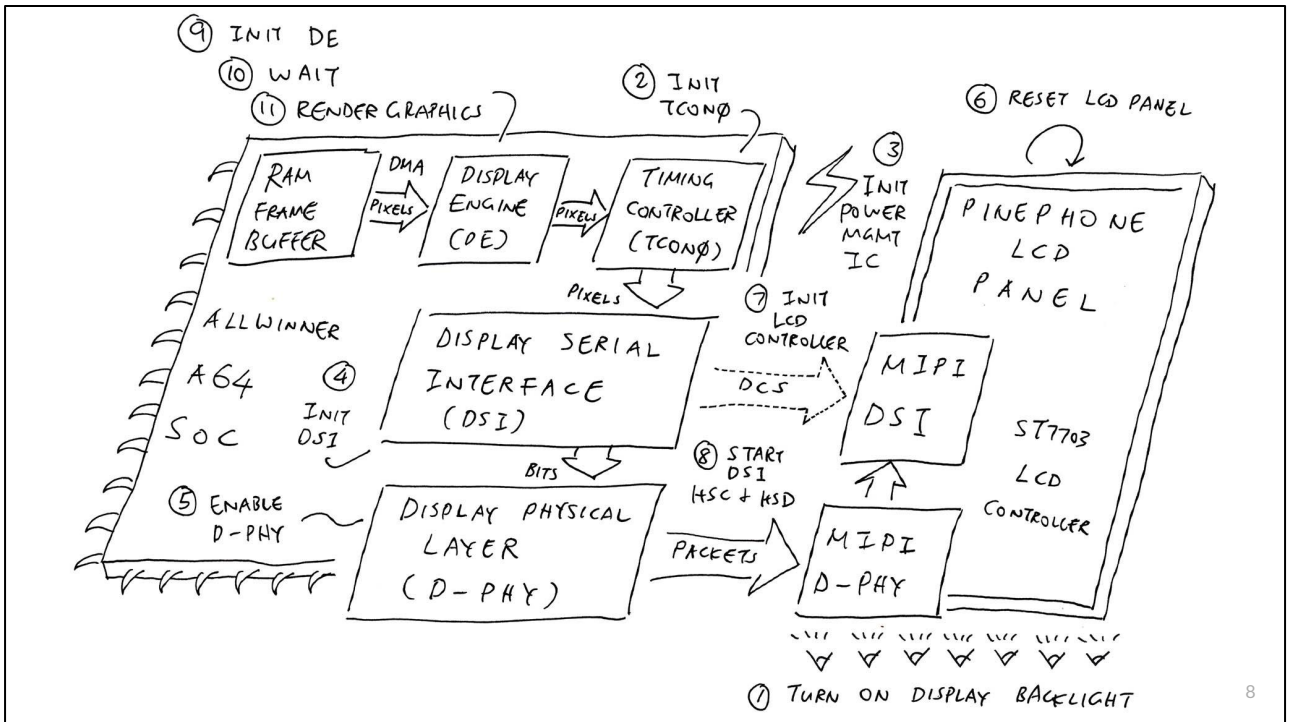 ⑨ INIT DE
⑩ WAIT
⑪ RENDER GRAPHICS
② INIT
TCONØ
⑥ RESET LCD PANEL
RAM
FRAME
BUFFER
DMA
PIXELS
DISPLAY
ENGINE
(DE)
PIXELS
TIMING
CONTROLLER
(TCONØ)
③
INIT
POWER
MGMT
IC
PINEPHONE
LCD
PANEL
PIXELS
ALLWINNER
A64
SOC
④
INIT
DSI
DISPLAY SERIAL
INTERFACE
(DSI)
⑦ INIT
LCD
CONTROLLER
DCS
MIPI
DSI
ST7703
LCD
CONTROLLER
BITS
⑧ START
DSI
HSC + HSD
⑤ ENABLE
D-PHY
DISPLAY PHYSICAL
LAYER
(D-PHY)
PACKETS
MIPI
D-PHY
① TURN ON DISPLAY BACKLIGHT
8